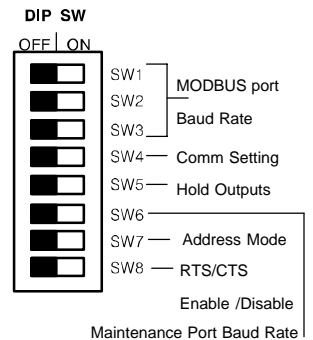 DIP SW
OFF ON
SW1
MODBUS port
SW2
Baud Rate
SW3
SW4 Comm Setting
SW5 Hold Outputs
SW6
SW7 Address Mode
SW8 RTS/CTS
Enable /Disable
Maintenance Port Baud Rate